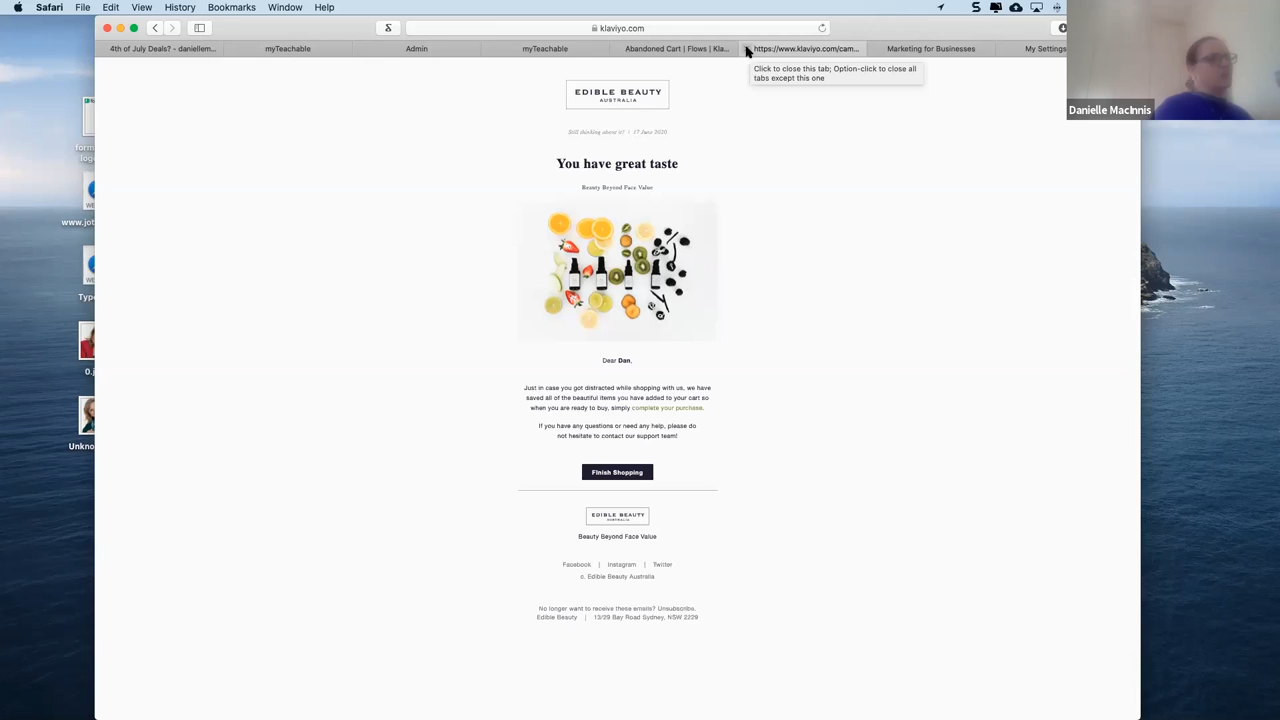 Safari File Edit View History Bookmarks Window Help
klaviyo.com
4th of July Deals? - daniellem...
myTeachable
Admin
myTeachable
Abandoned Cart | Flows | Kla...
https://www.klaviyo.com/cam...
Marketing for Businesses
My Settings
Click to close this tab; Option-click to close all
tabs except this one
Danielle MacInnis
EDIBLE BEAUTY
AUSTRALIA
Still thinking about it? | 17 June 2020
You have great taste
Beauty Beyond Face Value
form
logo
www.jot
Typ
0.j
Unkno
Dear Dan,
Just in case you got distracted while shopping with us, we have
saved all of the beautiful items you have added to your cart so
when you are ready to buy, simply complete your purchase.
If you have any questions or need any help, please do
not hesitate to contact our support team!
Finish Shopping
EDIBLE BEAUTY
AUSTRALIA
Beauty Beyond Face Value
Facebook | Instagram | Twitter
c. Edible Beauty Australia
No longer want to receive these emails? Unsubscribe.
Edible Beauty | 13/29 Bay Road Sydney, NSW 2229